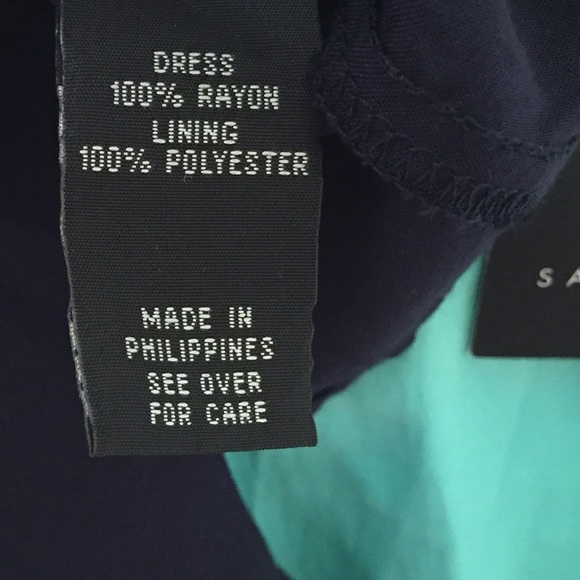 DRESS
100% RAYON
LINING
100% POLYESTER
MADE IN
PHILIPPINES
SEE OVER
FOR CARE
S A